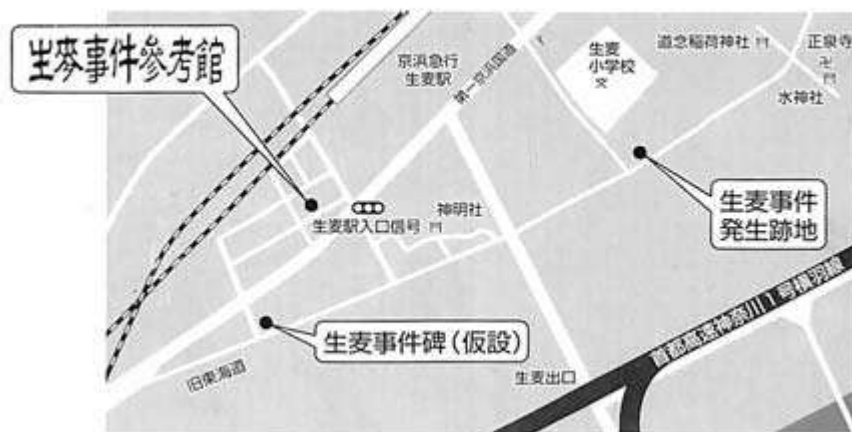 生麥事件参考館
京浜急行
生麦駅
第一京浜国道
生麦
小学校
文
道念稲荷神社
正泉寺
水神社
生麦事件
発生跡地
生麦駅入口信号
神明社
生麦事件碑(仮設)
旧東海道
生麦出口
首都高速神奈川1号横羽線